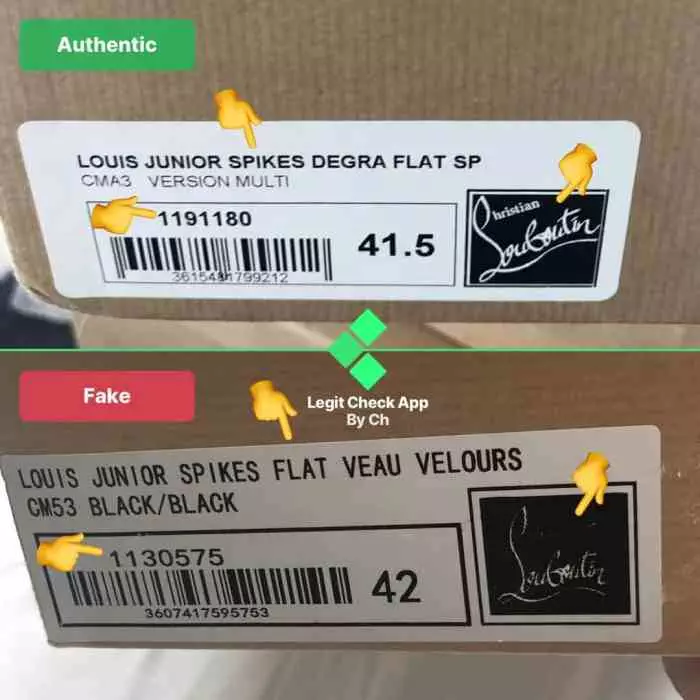 Authentic
LOUIS JUNIOR SPIKES DEGRA FLAT SP
CMA3 VERSION MULTI
1191180
41.5
3615481799212
Christian
Louboutin
Fake
Legit Check App
By Ch
LOUIS JUNIOR SPIKES FLAT VEAU VELOURS
CM53 BLACK/BLACK
1130575
42
3607417595753
Louboutin